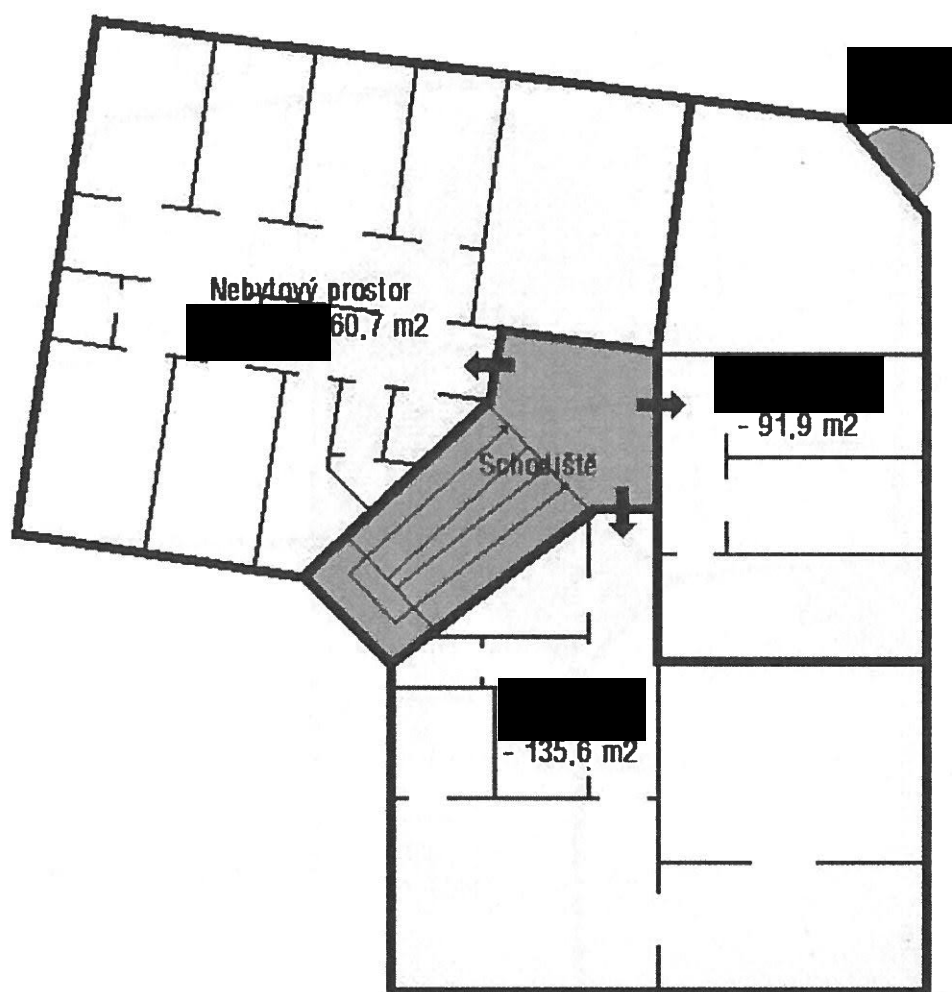 Nebytový prostor
60,7 m2
- 91,9 m2
Schodiště
- 135,6 m2